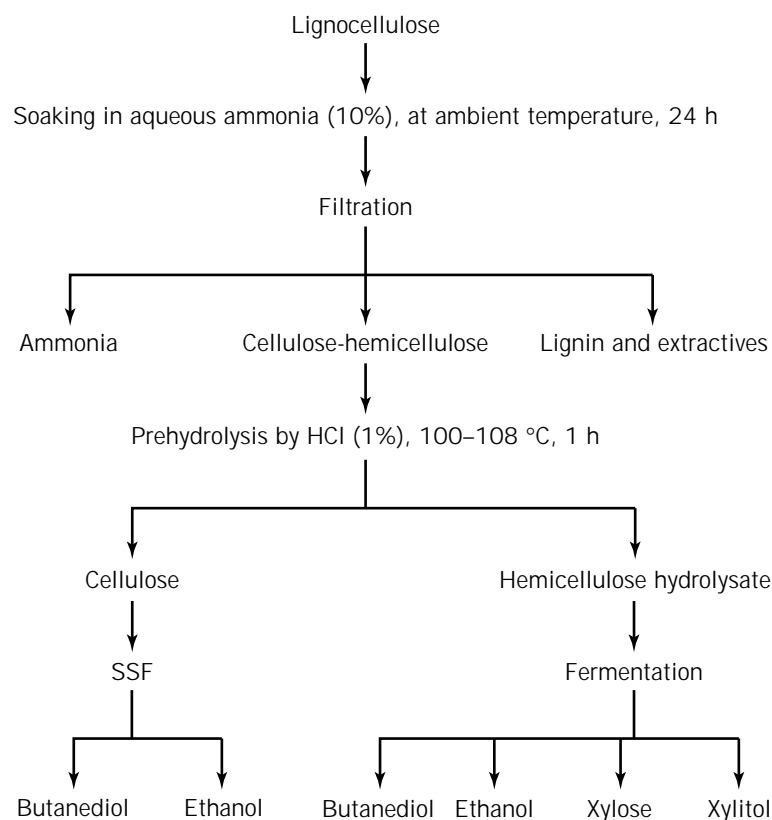 Lignocellulose
Soaking in aqueous ammonia (10%), at ambient temperature, 24 h
Filtration
Ammonia
Cellulose-hemicellulose
Lignin and extractives
Prehydrolysis by HCl (1%), 100–108 °C, 1 h
Cellulose
Hemicellulose hydrolysate
SSF
Fermentation
Butanediol
Ethanol
Butanediol
Ethanol
Xylose
Xylitol